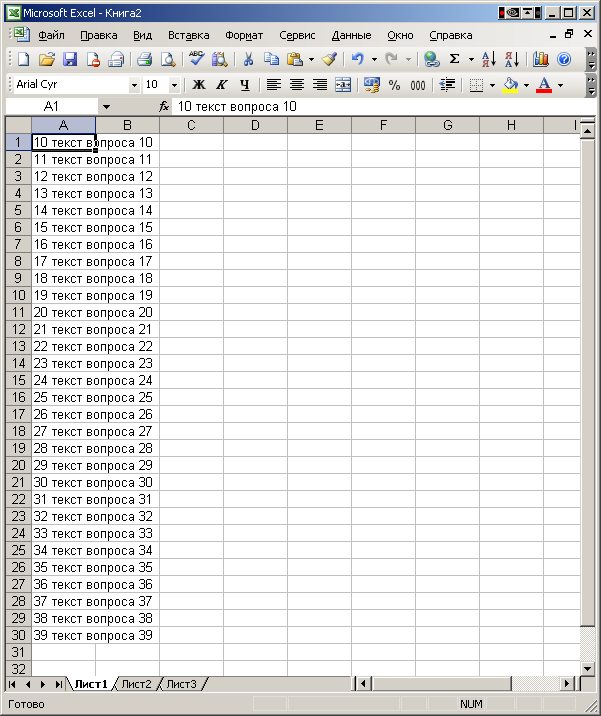 Microsoft Excel - Книга2
Файл Правка Вид Вставка Формат Сервис Данные Окно Справка
Arial Cyr 10 Ж К Ч % 000
A1 fx 10 текст вопроса 10
A B C D E F G H I
1 10 текст вопроса 10
2 11 текст вопроса 11
3 12 текст вопроса 12
4 13 текст вопроса 13
5 14 текст вопроса 14
6 15 текст вопроса 15
7 16 текст вопроса 16
8 17 текст вопроса 17
9 18 текст вопроса 18
10 19 текст вопроса 19
11 20 текст вопроса 20
12 21 текст вопроса 21
13 22 текст вопроса 22
14 23 текст вопроса 23
15 24 текст вопроса 24
16 25 текст вопроса 25
17 26 текст вопроса 26
18 27 текст вопроса 27
19 28 текст вопроса 28
20 29 текст вопроса 29
21 30 текст вопроса 30
22 31 текст вопроса 31
23 32 текст вопроса 32
24 33 текст вопроса 33
25 34 текст вопроса 34
26 35 текст вопроса 35
27 36 текст вопроса 36
28 37 текст вопроса 37
29 38 текст вопроса 38
30 39 текст вопроса 39
31
32
Лист1 Лист2 Лист3
Готово NUM